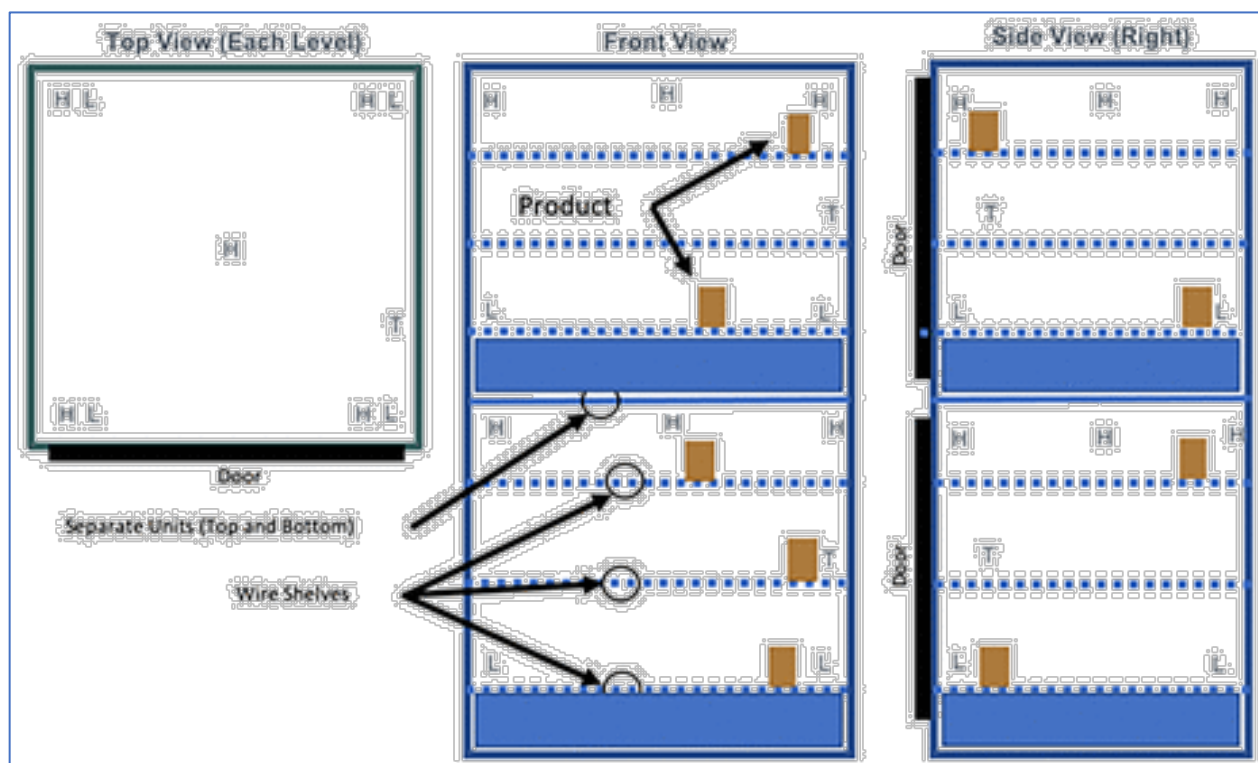 Top View (Each Level)
Front View
Side View (Right)
H L
H L
H
T
H L
H L
Door
Separate Units (Top and Bottom)
Wire Shelves
H
H
H
Product
T
L
L
H
H
H
T
L
L
H
H
H
T
Door
L
L
H
H
H
T
Door
L
L